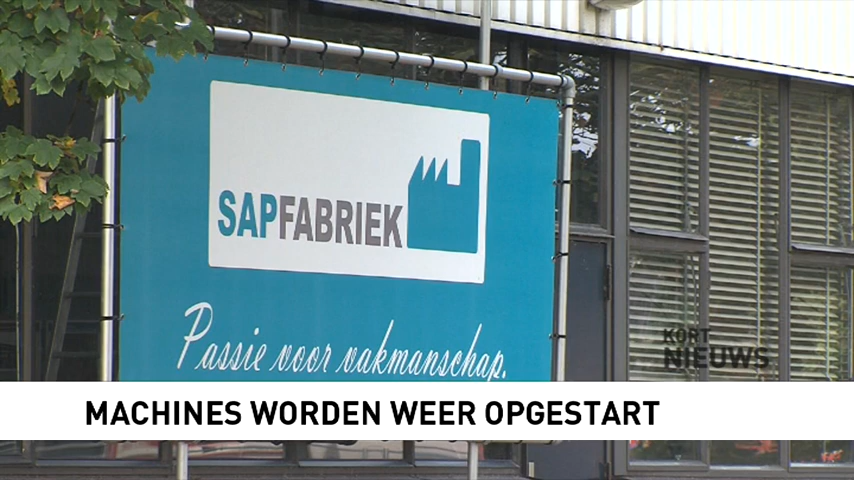 SAPFABRIEK
Passie voor vakmanschap.
KORT
NIEUWS
MACHINES WORDEN WEER OPGESTART